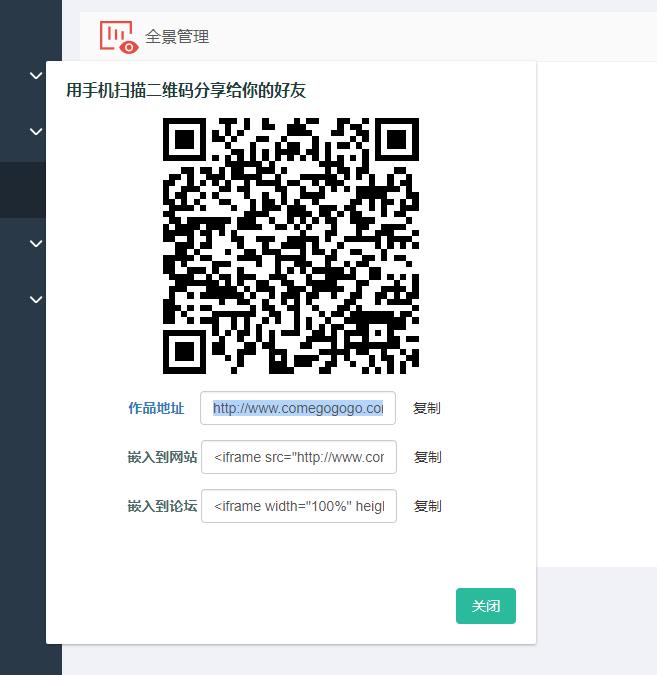 全景管理
用手机扫描二维码分享给你的好友
作品地址 http://www.comegogogo.co 复制
嵌入到网站 <iframe src="http://www.cor 复制
嵌入到论坛 <iframe width="100%" heig 复制
关闭